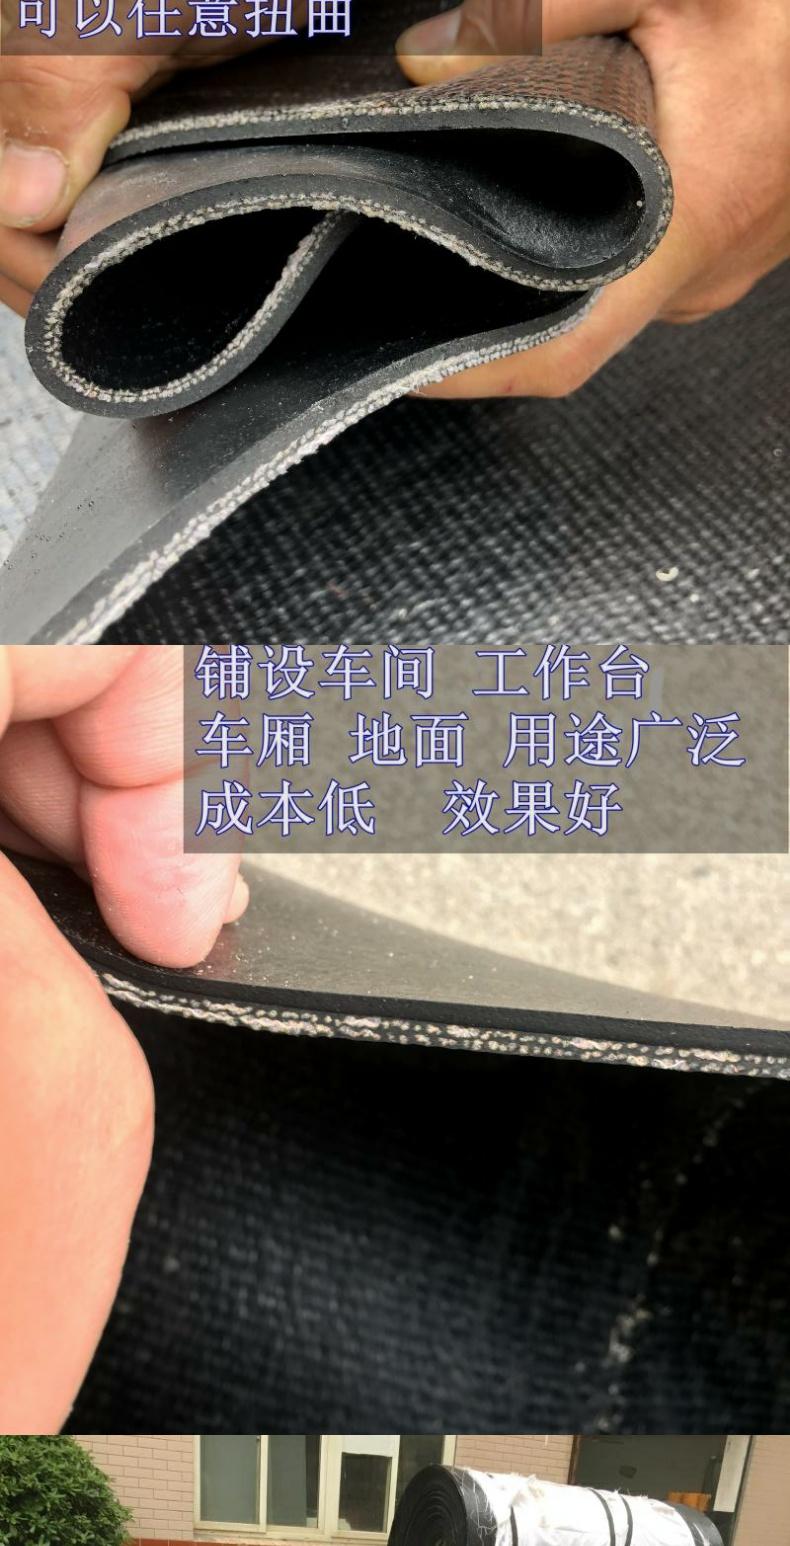 可以任意扭曲
铺设车间 工作台
车厢 地面 用途广泛
成本低 效果好